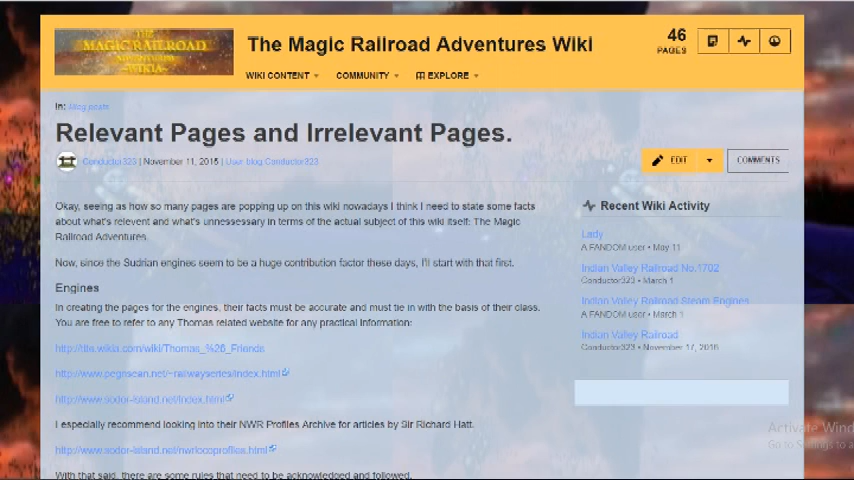 THE
MAGIC RAILROAD
ADVENTURES
~WIKIA~
The Magic Railroad Adventures Wiki
46
PAGES
WIKI CONTENT
COMMUNITY
EXPLORE
In: Blog posts
Relevant Pages and Irrelevant Pages.
Conductor323 | November 11, 2015 | User blog:Conductor323
EDIT
COMMENTS
Okay, seeing as how so many pages are popping up on this wiki nowadays I think I need to state some facts
about what's relevent and what's unnessessary in terms of the actual subject of this wiki itself: The Magic
Railroad Adventures.
Now, since the Sudrian engines seem to be a huge contribution factor these days, I'll start with that first.
Engines
In creating the pages for the engines, their facts must be accurate and must tie in with the basis of their class.
You are free to refer to any Thomas related website for any practical information:
http://ttte.wikia.com/wiki/Thomas_%26_Friends
http://www.pegnsean.net/~railwayseries/index.html
http://www.sodor-island.net/index.html
I especially recommend looking into their NWR Profiles Archive for articles by Sir Richard Hatt.
http://www.sodor-island.net/nwrlocoprofiles.html
With that said, there are some rules that need to be acknowledged and followed.
Recent Wiki Activity
Lady
A FANDOM user • May 11
Indian Valley Railroad No.1702
Conductor323 • March 1
Indian Valley Railroad Steam Engines
A FANDOM user • March 1
Indian Valley Railroad
Conductor323 • November 17, 2016
Activate Wind
Go to Settings to a